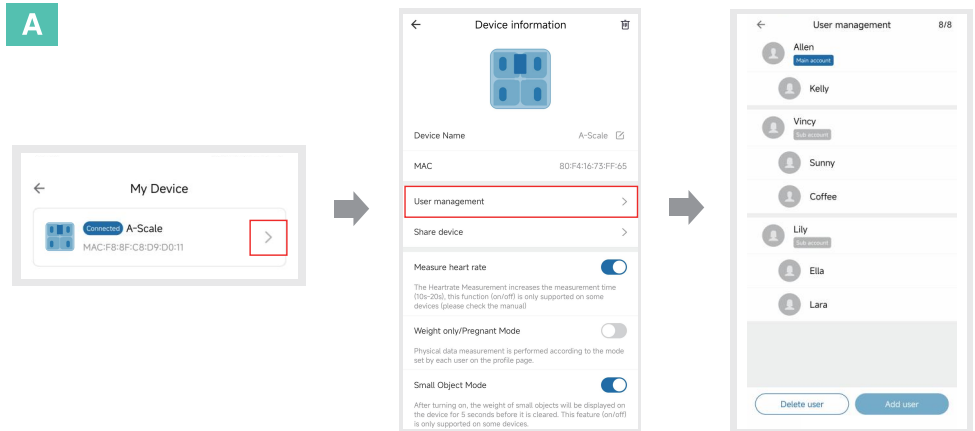 A
My Device
Connected A-Scale
MAC:F8:8F:C8:D9:D0:11
Device information
Device Name A-Scale
MAC 80:F4:16:73:FF:65
User management
Share device
Measure heart rate
The Heartrate Measurement increases the measurement time
(10s-20s), this function (on/off) is only supported on some
devices (please check the manual)
Weight only/Pregnant Mode
Physical data measurement is performed according to the mode
set by each user on the profile page.
Small Object Mode
After turning on, the weight of small objects will be displayed on
the device for 5 seconds before it is cleared. This feature (on/off)
is only supported on some devices.
User management 8/8
Allen
Main account
Kelly
Vincy
Sub account
Sunny
Coffee
Lily
Sub account
Ella
Lara
Delete user Add user